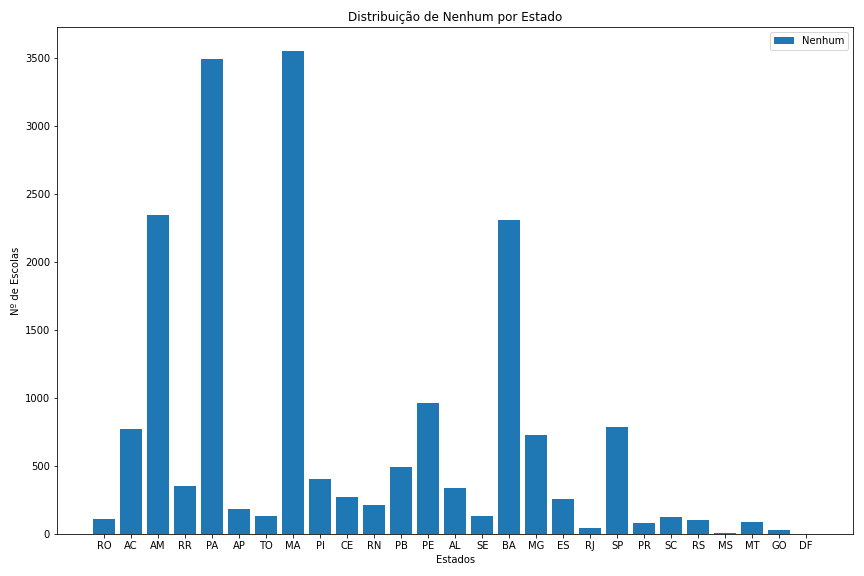 Distribuição de Nenhum por Estado
Nenhum
Nº de Escolas
3500
3000
2500
2000
1500
1000
500
0
RO AC AM RR PA AP TO MA PI CE RN PB PE AL SE BA MG ES RJ SP PR SC RS MS MT GO DF
Estados